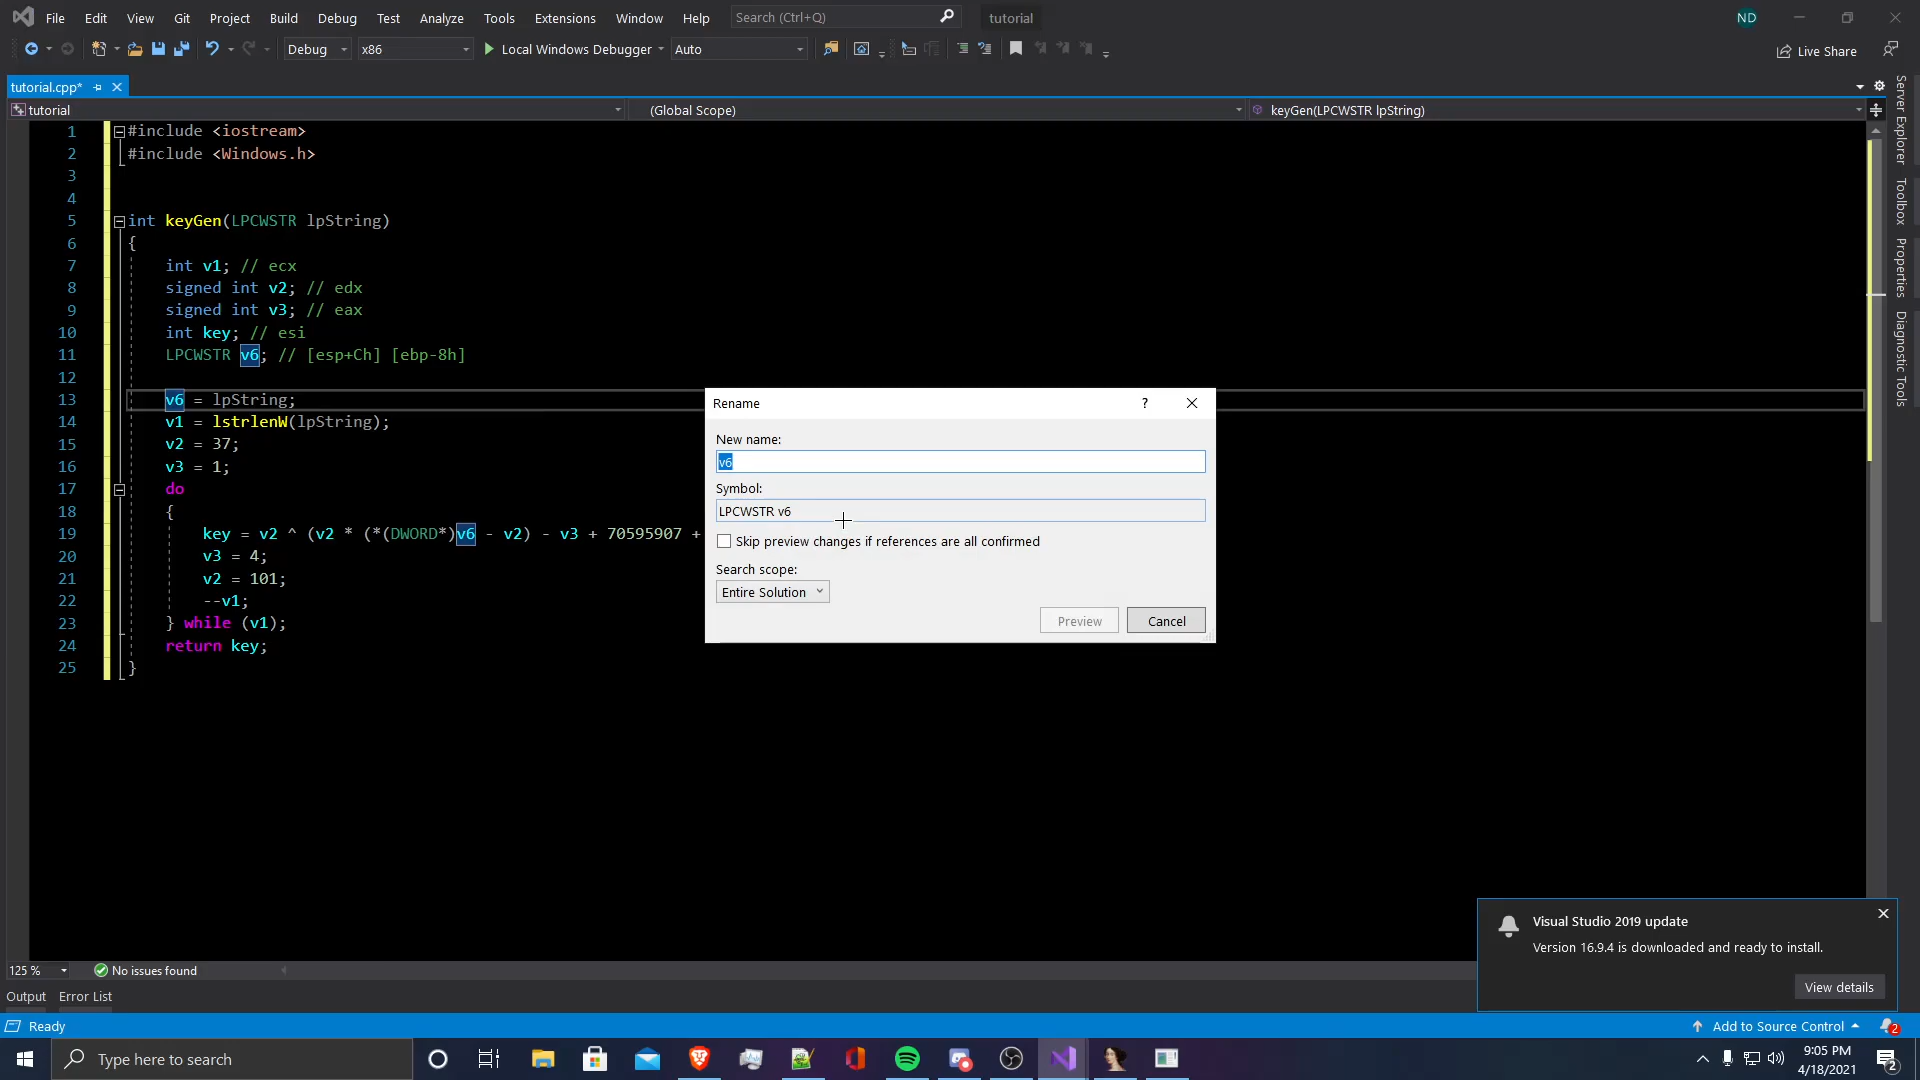 File Edit View Git Project Build Debug Test Analyze Tools Extensions Window Help Search (Ctrl+Q) tutorial ND
Debug x86 Local Windows Debugger Auto Live Share
tutorial.cpp*
tutorial (Global Scope) keyGen(LPCWSTR lpString)
1 #include <iostream>
2 #include <Windows.h>
3
4
5 int keyGen(LPCWSTR lpString)
6 {
7 int v1; // ecx
8 signed int v2; // edx
9 signed int v3; // eax
10 int key; // esi
11 LPCWSTR v6; // [esp+Ch] [ebp-8h]
12
13 v6 = lpString;
14 v1 = lstrlenW(lpString);
15 v2 = 37;
16 v3 = 1;
17 do
18 {
19 key = v2 ^ (v2 * (*(DWORD*)v6 - v2) - v3 + 70595907 +
20 v3 = 4;
21 v2 = 101;
22 --v1;
23 } while (v1);
24 return key;
25 }
Rename ?
New name:
v6
Symbol:
LPCWSTR v6
Skip preview changes if references are all confirmed
Search scope:
Entire Solution
Preview Cancel
Server Explorer
Toolbox
Properties
Diagnostic Tools
Visual Studio 2019 update
Version 16.9.4 is downloaded and ready to install.
View details
125 % No issues found
Output Error List
Ready Add to Source Control 2
Type here to search
9:05 PM
4/18/2021
2